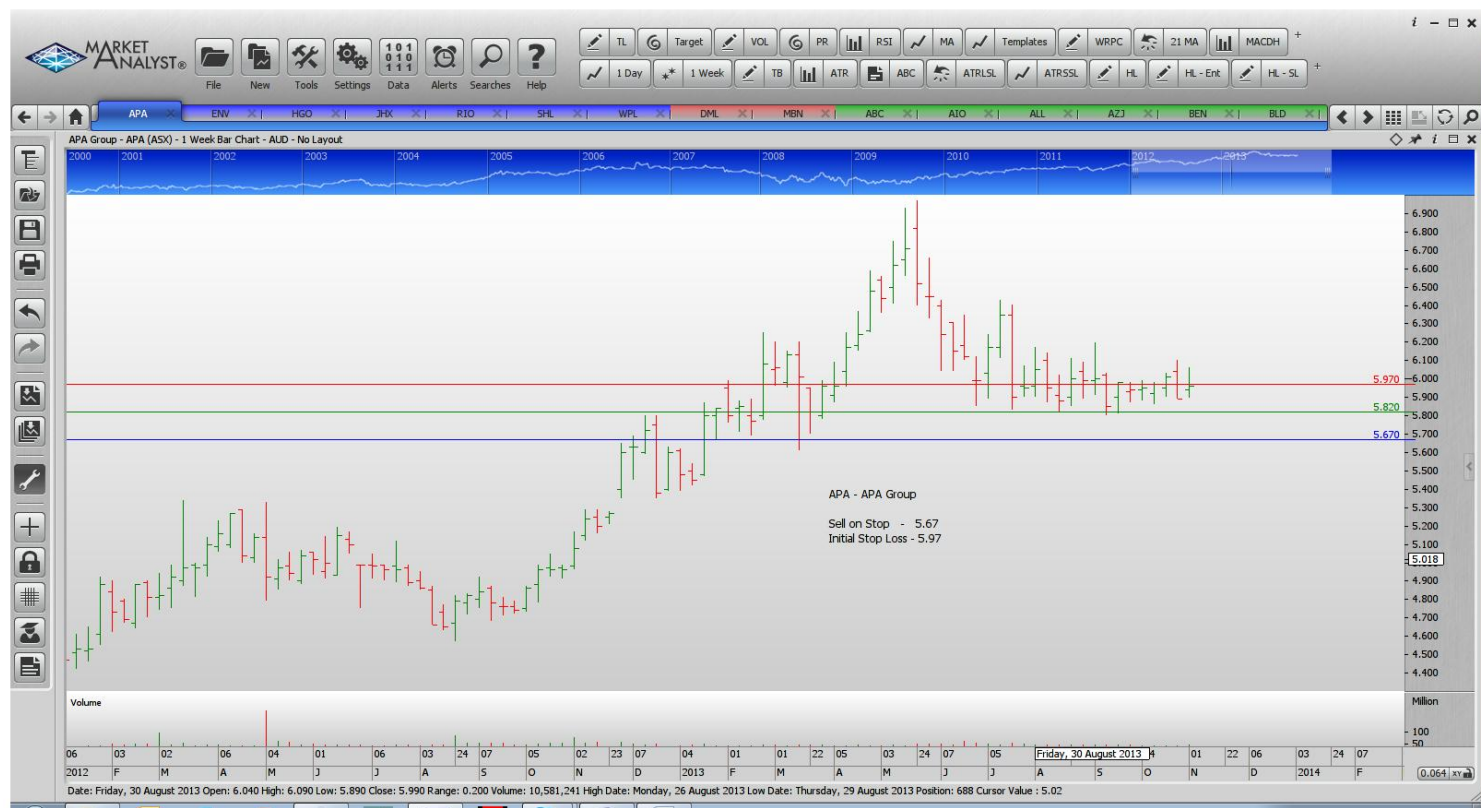 MARKET ANALYST®
File New Tools Settings Data Alerts Searches Help
TL Target VOL PR RSI MA Templates WRPC 21 MA MACDH +
1 Day 1 Week TB ATR ABC ATRLSL ATRSSL HL HL - Ent HL - SL +
APA ENV HGO JHX RIO SHL WPL DML MBN ABC AIO ALL AZJ BEN BLD
APA Group - APA (ASX) - 1 Week Bar Chart - AUD - No Layout
2000 2001 2002 2003 2004 2005 2006 2007 2008 2009 2010 2011 2012 2013
6.900
6.800
6.700
6.600
6.500
6.400
6.300
6.200
6.100
6.000
5.970
5.900
5.820
5.800
5.700
5.670
5.600
5.500
5.400
5.300
5.200
5.100
5.018
4.900
4.800
4.700
4.600
4.500
4.400
APA - APA Group
Sell on Stop - 5.67
Initial Stop Loss - 5.97
Volume
Million
100
50
06 03 02 06 04 01 06 03 24 07 05 02 23 07 04 01 01 22 05 03 24 07 05 Friday, 30 August 2013 4 01 22 06 03 24 07
2012 F M A M J J A S O N D 2013 F M A M J J A S O N D 2014 F
0.064 XY
Date: Friday, 30 August 2013 Open: 6.040 High: 6.090 Low: 5.890 Close: 5.990 Range: 0.200 Volume: 10,581,241 High Date: Monday, 26 August 2013 Low Date: Thursday, 29 August 2013 Position: 688 Cursor Value : 5.02